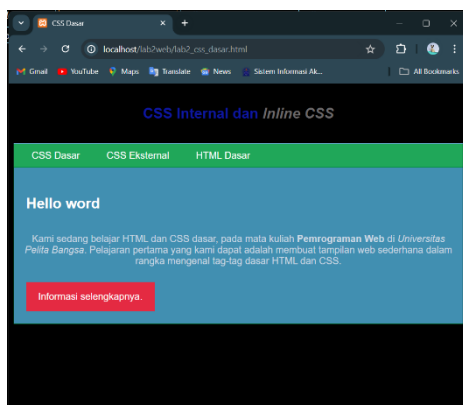 CSS Dasar
localhost/lab2web/lab2_css_dasar.html
Gmail YouTube Maps Translate News Sistem Informasi Ak... All Bookmarks
CSS Internal dan Inline CSS
CSS Dasar CSS Eksternal HTML Dasar
Hello word
Kami sedang belajar HTML dan CSS dasar, pada mata kuliah Pemrograman Web di Universitas
Pelita Bangsa. Pelajaran pertama yang kami dapat adalah membuat tampilan web sederhana dalam
rangka mengenal tag-tag dasar HTML dan CSS.
Informasi selengkapnya.